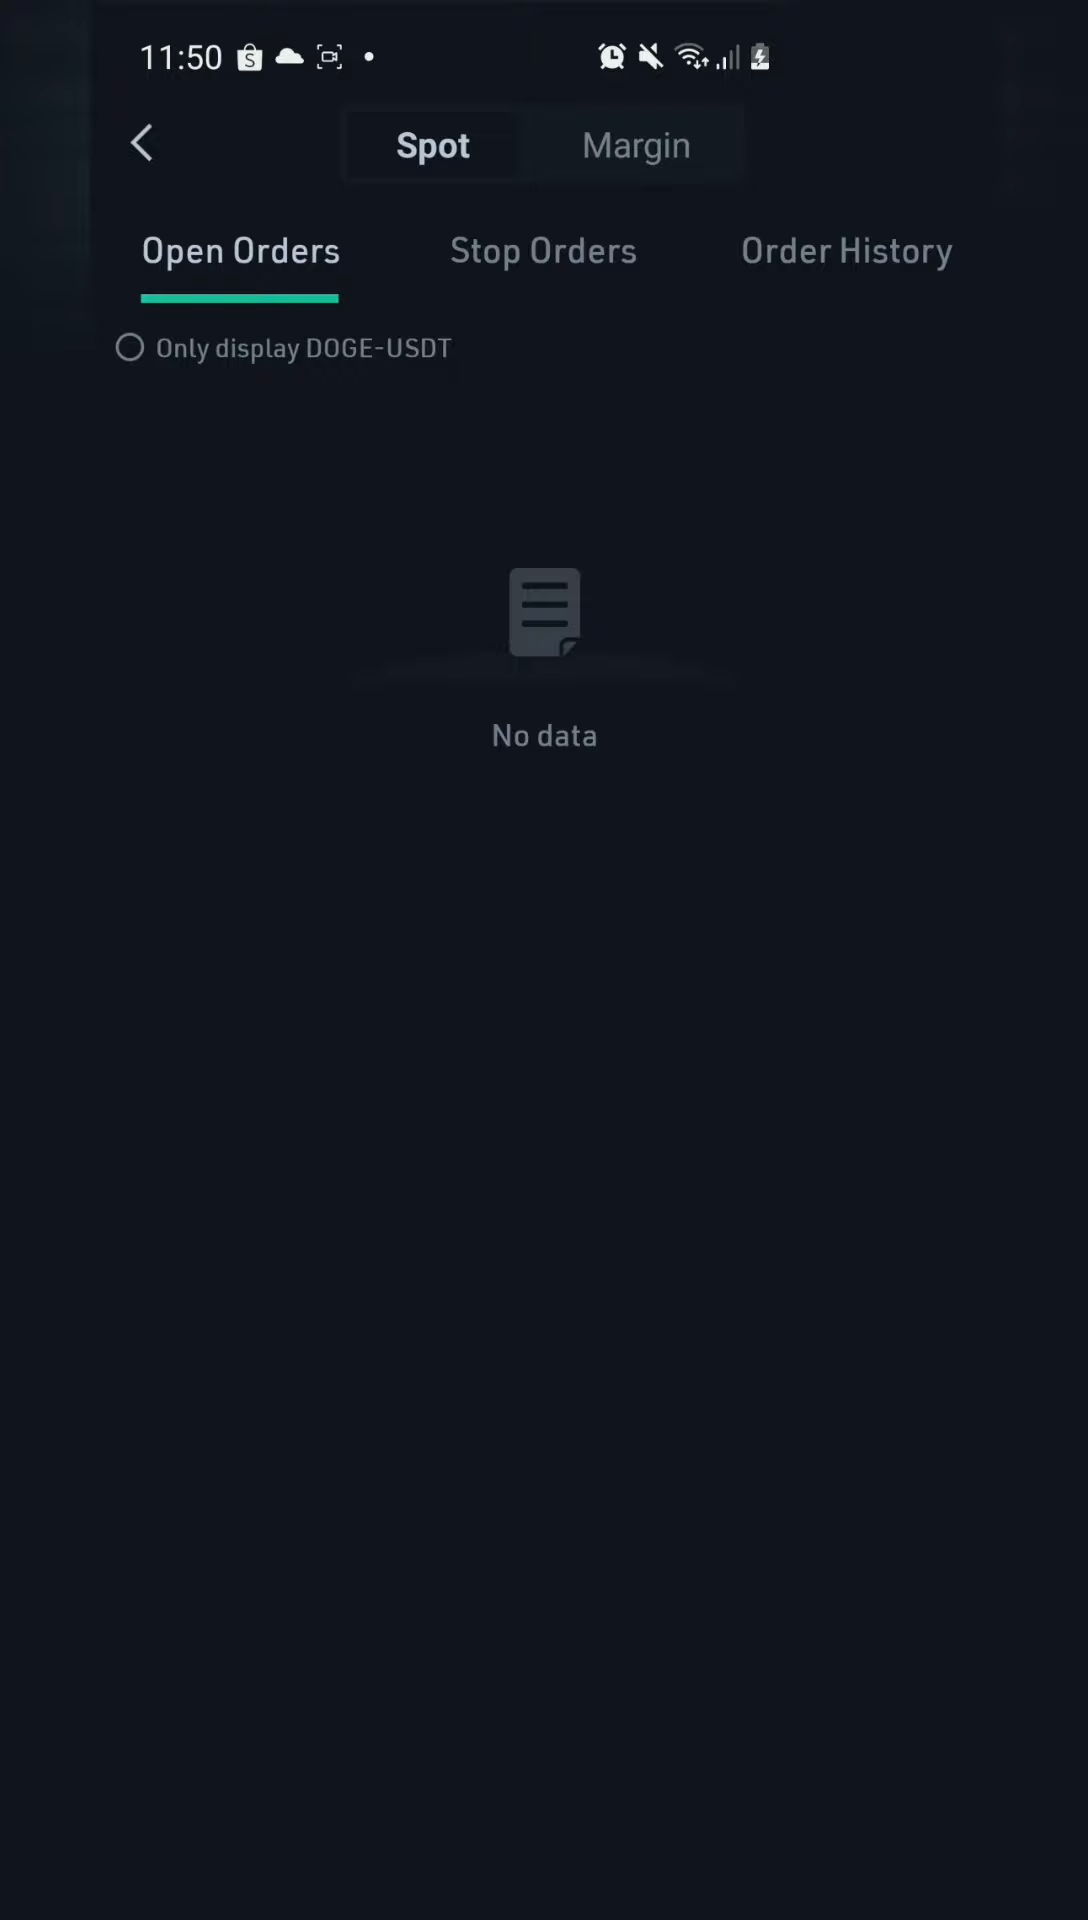 11:50
Spot Margin
Open Orders Stop Orders Order History
Only display DOGE-USDT
No data